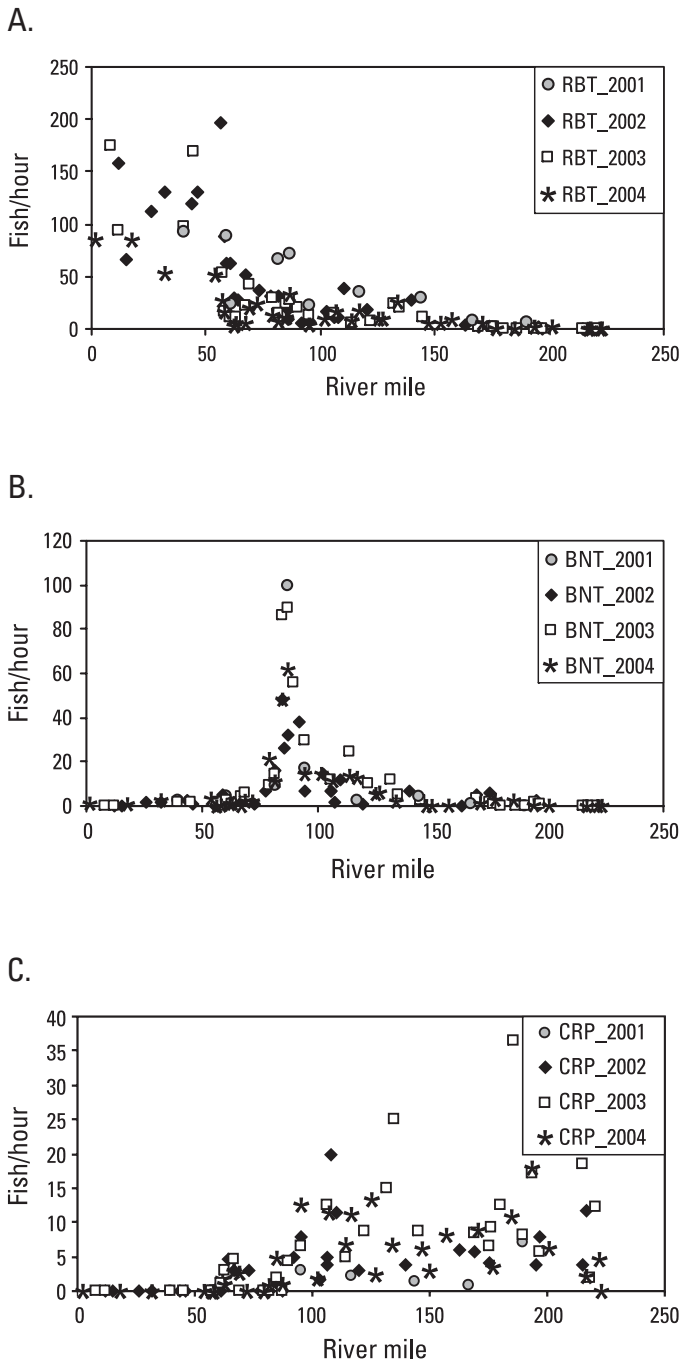 A.
250
200
150
100
50
0
Fish/hour
RBT_2001
RBT_2002
RBT_2003
RBT_2004
0 50 100 150 200 250
River mile
B.
120
100
80
60
40
20
0
Fish/hour
BNT_2001
BNT_2002
BNT_2003
BNT_2004
0 50 100 150 200 250
River mile
C.
40
35
30
25
20
15
10
5
0
Fish/hour
CRP_2001
CRP_2002
CRP_2003
CRP_2004
0 50 100 150 200 250
River mile